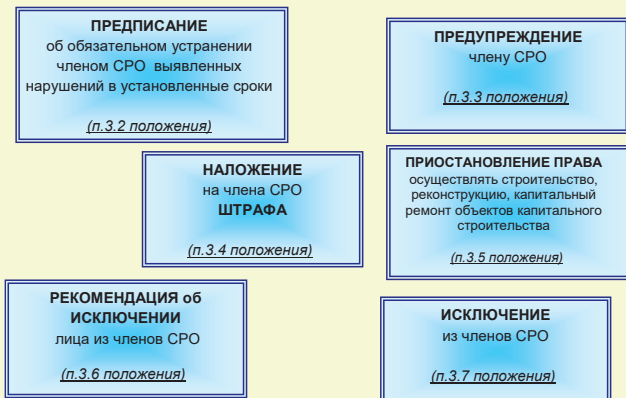 ПРЕДПИСАНИЕ
об обязательном устранении
членом СРО выявленных
нарушений в установленные сроки
(п.3.2 положения)
ПРЕДУПРЕЖДЕНИЕ
члену СРО
(п.3.3 положения)
НАЛОЖЕНИЕ
на члена СРО
ШТРАФА
(п.3.4 положения)
ПРИОСТАНОВЛЕНИЕ ПРАВА
осуществлять строительство,
реконструкцию, капитальный
ремонт объектов капитального
строительства
(п.3.5 положения)
РЕКОМЕНДАЦИЯ об
ИСКЛЮЧЕНИИ
лица из членов СРО
(п.3.6 положения)
ИСКЛЮЧЕНИЕ
из членов СРО
(п.3.7 положения)